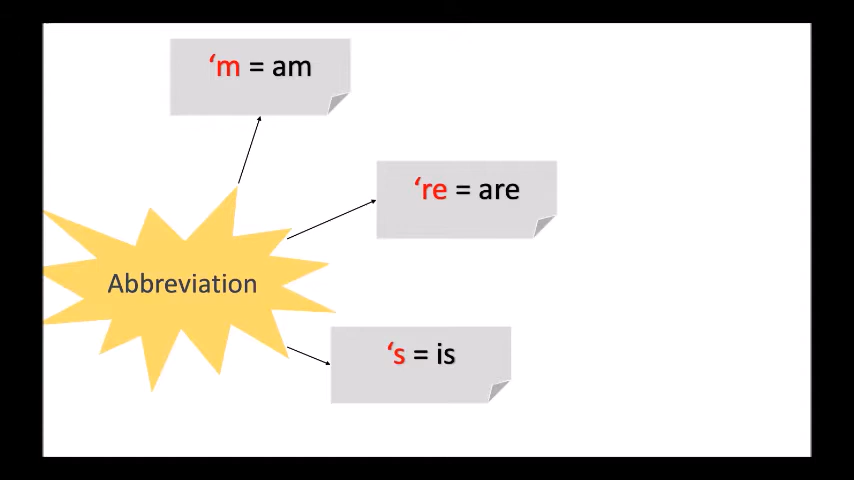 ‘m = am
‘re = are
Abbreviation
‘s = is